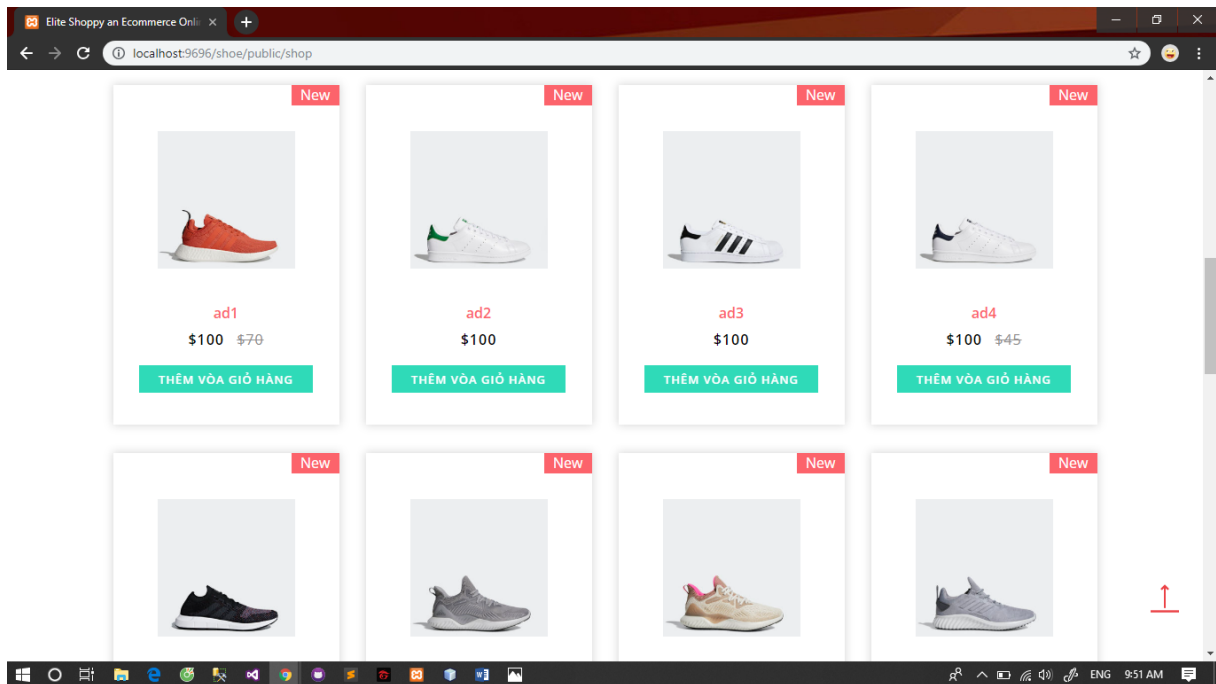 Elite Shoppy an Ecommerce Onli
localhost:9696/shoe/public/shop
New New New New
ad1 ad2 ad3 ad4
$100 $70 $100 $100 $100 $45
THÊM VÒA GIỎ HÀNG THÊM VÒA GIỎ HÀNG THÊM VÒA GIỎ HÀNG THÊM VÒA GIỎ HÀNG
New New New New
ENG 9:51 AM